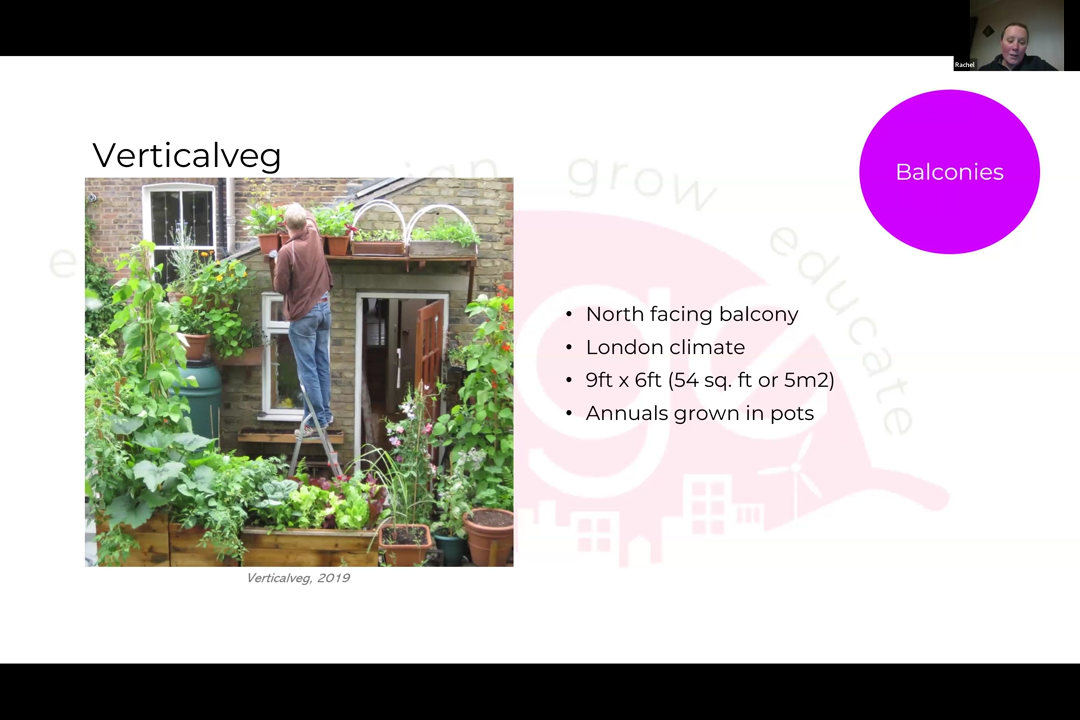 Rachel
Balconies
Verticalveg
ign grow educate
• North facing balcony
• London climate
• 9ft x 6ft (54 sq. ft or 5m2)
• Annuals grown in pots
Verticalveg, 2019